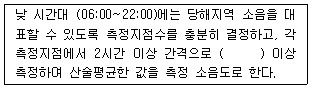 낮 시간대 (06:00~22:00)에는 당해지역 소음을 대
표할 수 있도록 측정지점수를 충분히 결정하고, 각
측정지점에서 2시간 이상 간격으로 (     ) 이상
측정하여 산술평균한 값을 측정 소음도로 한다.